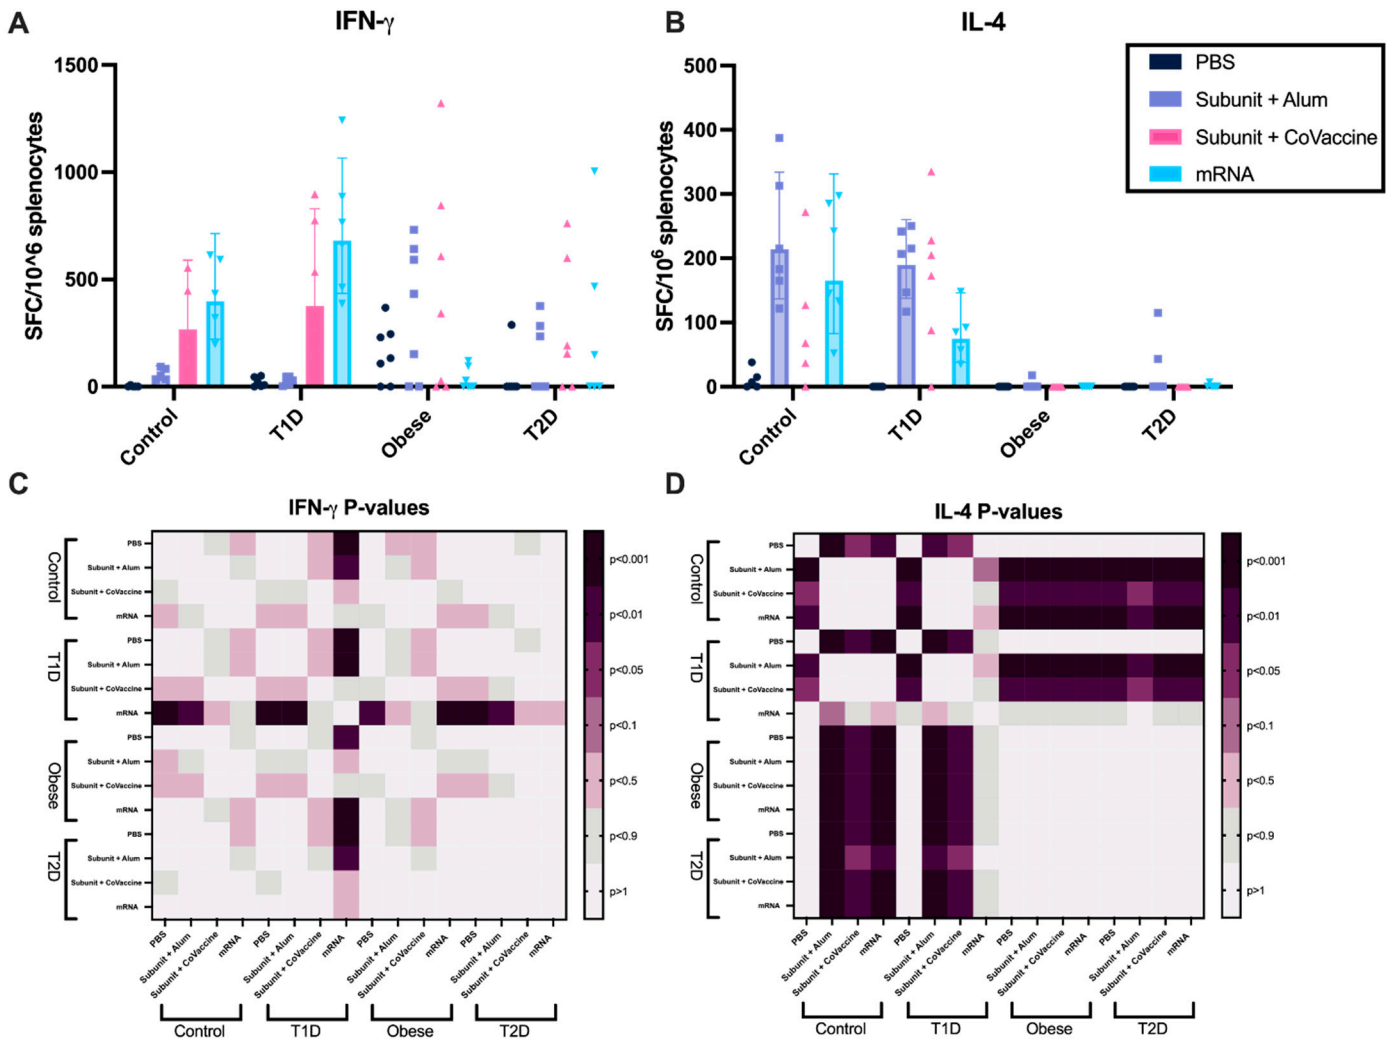 A
IFN-γ
SFC/10^6 splenocytes
1500
1000
500
0
Control
T1D
Obese
T2D
B
IL-4
SFC/10⁶ splenocytes
500
400
300
200
100
0
Control
T1D
Obese
T2D
PBS
Subunit + Alum
Subunit + CoVaccine
mRNA
C
IFN-γ P-values
Control
T1D
Obese
T2D
PBS
Subunit + Alum
Subunit + CoVaccine
mRNA
PBS
Subunit + Alum
Subunit + CoVaccine
mRNA
PBS
Subunit + Alum
Subunit + CoVaccine
mRNA
PBS
Subunit + Alum
Subunit + CoVaccine
mRNA
PBS
Subunit + Alum
Subunit + CoVaccine
mRNA
PBS
Subunit + Alum
Subunit + CoVaccine
mRNA
PBS
Subunit + Alum
Subunit + CoVaccine
mRNA
PBS
Subunit + Alum
Subunit + CoVaccine
mRNA
Control
T1D
Obese
T2D
p<0.001
p<0.01
p<0.05
p<0.1
p<0.5
p<0.9
p>1
D
IL-4 P-values
Control
T1D
Obese
T2D
PBS
Subunit + Alum
Subunit + CoVaccine
mRNA
PBS
Subunit + Alum
Subunit + CoVaccine
mRNA
PBS
Subunit + Alum
Subunit + CoVaccine
mRNA
PBS
Subunit + Alum
Subunit + CoVaccine
mRNA
PBS
Subunit + Alum
Subunit + CoVaccine
mRNA
PBS
Subunit + Alum
Subunit + CoVaccine
mRNA
PBS
Subunit + Alum
Subunit + CoVaccine
mRNA
PBS
Subunit + Alum
Subunit + CoVaccine
mRNA
Control
T1D
Obese
T2D
p<0.001
p<0.01
p<0.05
p<0.1
p<0.5
p<0.9
p>1